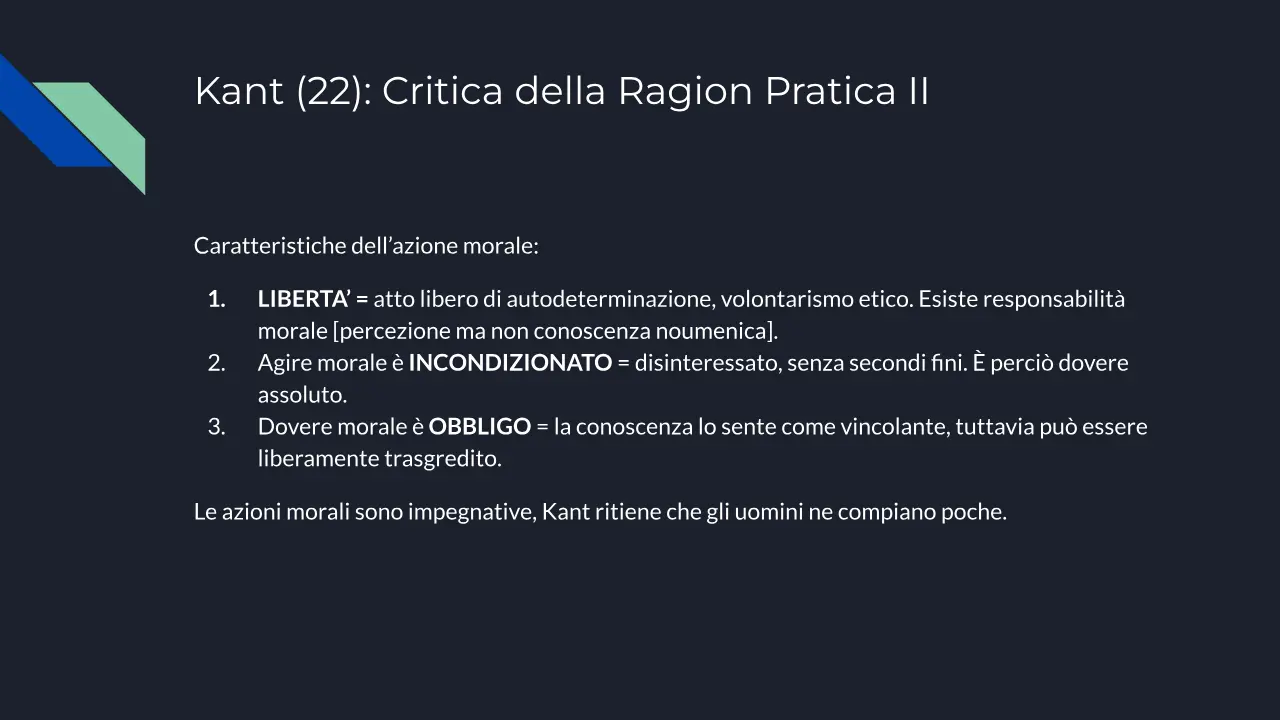 Kant (22): Critica della Ragion Pratica II
Caratteristiche dell’azione morale:
1. LIBERTA’ = atto libero di autodeterminazione, volontarismo etico. Esiste responsabilità
morale [percezione ma non conoscenza noumenica].
2. Agire morale è INCONDIZIONATO = disinteressato, senza secondi fini. È perciò dovere
assoluto.
3. Dovere morale è OBBLIGO = la conoscenza lo sente come vincolante, tuttavia può essere
liberamente trasgredito.
Le azioni morali sono impegnative, Kant ritiene che gli uomini ne compiano poche.